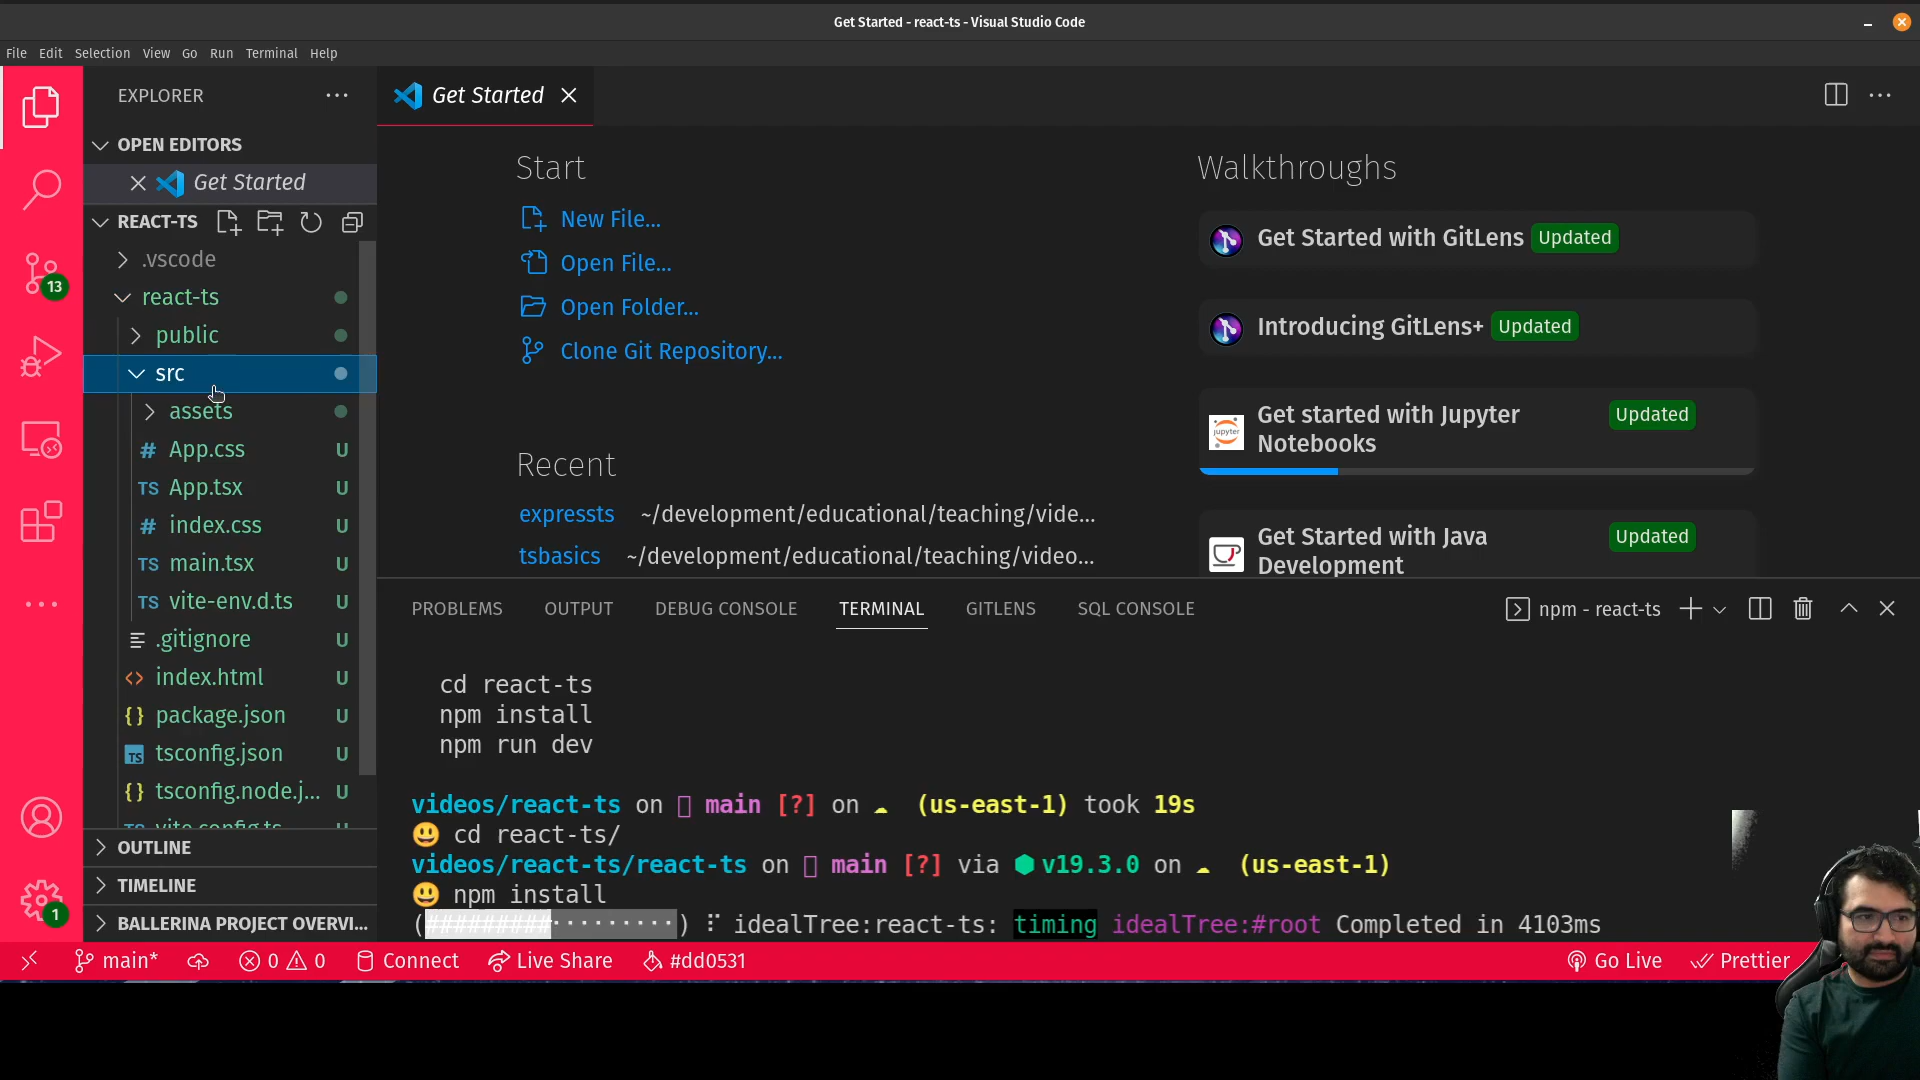 Get Started - react-ts - Visual Studio Code
File Edit Selection View Go Run Terminal Help
EXPLORER
OPEN EDITORS
Get Started
REACT-TS
.vscode
react-ts
public
src
assets
App.css U
App.tsx U
index.css U
main.tsx U
vite-env.d.ts U
.gitignore U
index.html U
package.json U
tsconfig.json U
tsconfig.node.j... U
vite.config.ts U
OUTLINE
TIMELINE
BALLERINA PROJECT OVERVI...
13
1
Get Started
Start
New File...
Open File...
Open Folder...
Clone Git Repository...
Recent
expressts ~/development/educational/teaching/vide...
tsbasics ~/development/educational/teaching/video...
Walkthroughs
Get Started with GitLens Updated
Introducing GitLens+ Updated
Get started with Jupyter Notebooks Updated
jupyter
Get Started with Java Development Updated
PROBLEMS OUTPUT DEBUG CONSOLE TERMINAL GITLENS SQL CONSOLE
npm - react-ts
cd react-ts
npm install
npm run dev
videos/react-ts on main [?] on (us-east-1) took 19s
😃 cd react-ts/
videos/react-ts/react-ts on main [?] via v19.3.0 on (us-east-1)
😃 npm install
(#########·········) ⠏ idealTree:react-ts: timing idealTree:#root Completed in 4103ms
main* 0 0 Connect Live Share #dd0531 Go Live Prettier